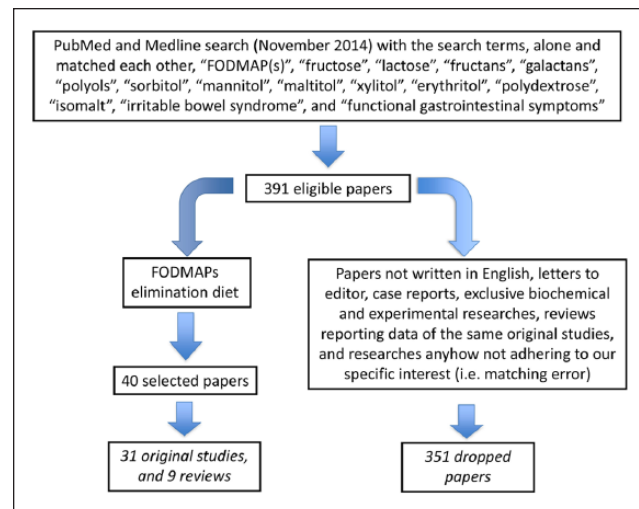 PubMed and Medline search (November 2014) with the search terms, alone and
matched each other, “FODMAP(s)”, “fructose”, “lactose”, “fructans”, “galactans”,
“polyols”, “sorbitol”, “mannitol”, “maltitol”, “xylitol”, “erythritol”, “polydextrose”,
“isomalt”, “irritable bowel syndrome”, and “functional gastrointestinal symptoms”
391 eligible papers
FODMAPs
elimination diet
40 selected papers
31 original studies,
and 9 reviews
Papers not written in English, letters to
editor, case reports, exclusive biochemical
and experimental researches, reviews
reporting data of the same original studies,
and researches anyhow not adhering to our
specific interest (i.e. matching error)
351 dropped
papers